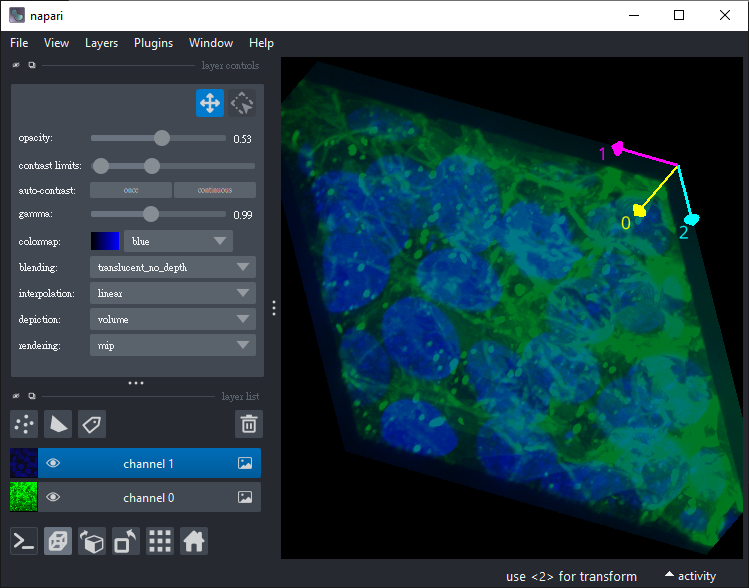 napari
File View Layers Plugins Window Help
layer controls
opacity: 0.53
contrast limits:
auto-contrast: once continuous
gamma: 0.99
colormap: blue
blending: translucent_no_depth
interpolation: linear
depiction: volume
rendering: mip
layer list
channel 1
channel 0
1
0
2
use <2> for transform
activity